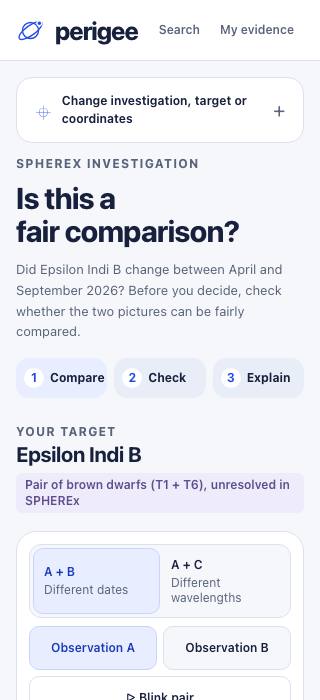 perigee Search My evidence
Change investigation, target or
coordinates +
SPHEREX INVESTIGATION
Is this a
fair comparison?
Did Epsilon Indi B change between April and
September 2026? Before you decide, check
whether the two pictures can be fairly
compared.
1 Compare 2 Check 3 Explain
YOUR TARGET
Epsilon Indi B
Pair of brown dwarfs (T1 + T6), unresolved in
SPHEREx
A + B
Different dates
A + C
Different
wavelengths
Observation A Observation B
Blink pair